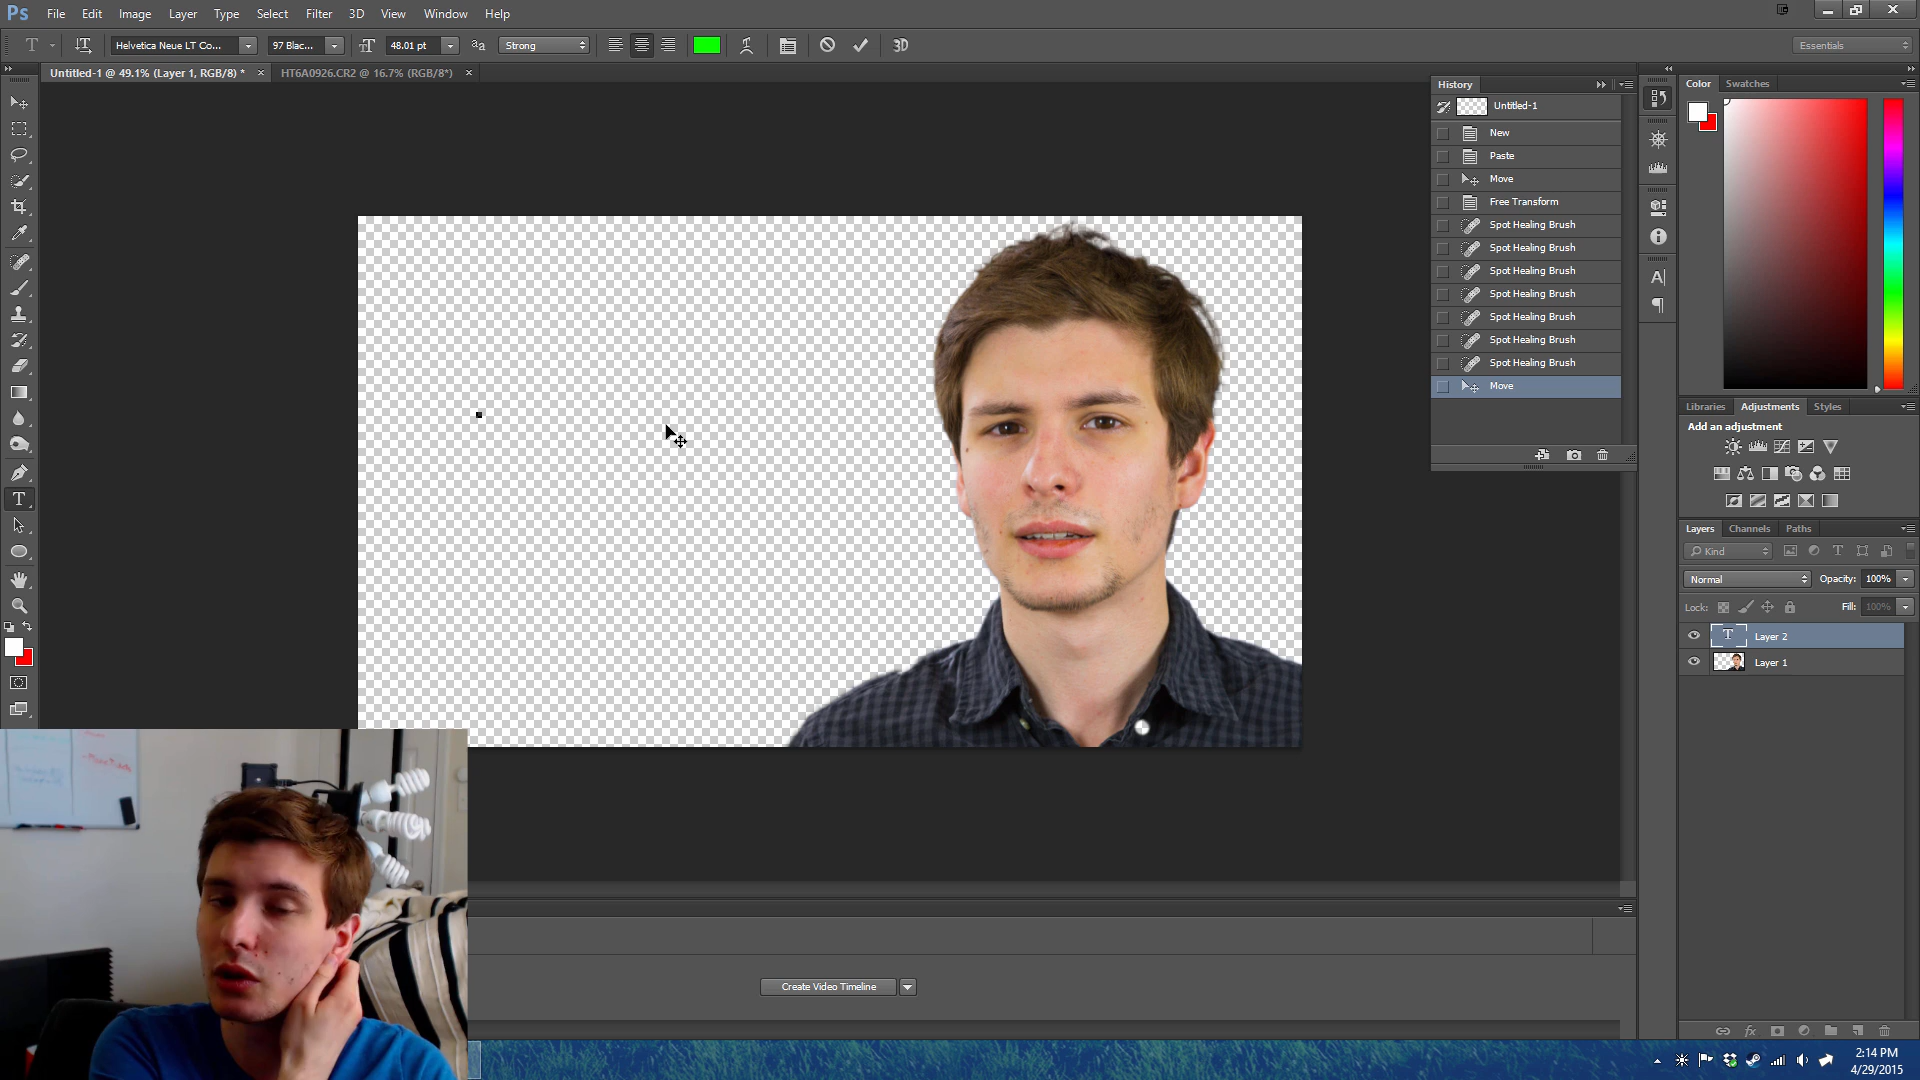 Ps File Edit Image Layer Type Select Filter 3D View Window Help
T Helvetica Neue LT Co... 97 Blac... 48.01 pt aa Strong 3D Essentials
Untitled-1 @ 49.1% (Layer 1, RGB/8) * × HT6A0926.CR2 @ 16.7% (RGB/8*) ×
History
Untitled-1
New
Paste
Move
Free Transform
Spot Healing Brush
Spot Healing Brush
Spot Healing Brush
Spot Healing Brush
Spot Healing Brush
Spot Healing Brush
Spot Healing Brush
Move
Color Swatches
Libraries Adjustments Styles
Add an adjustment
Layers Channels Paths
Kind
Normal Opacity: 100%
Lock: Fill: 100%
T Layer 2
Layer 1
fx
Create Video Timeline
2:14 PM
4/29/2015